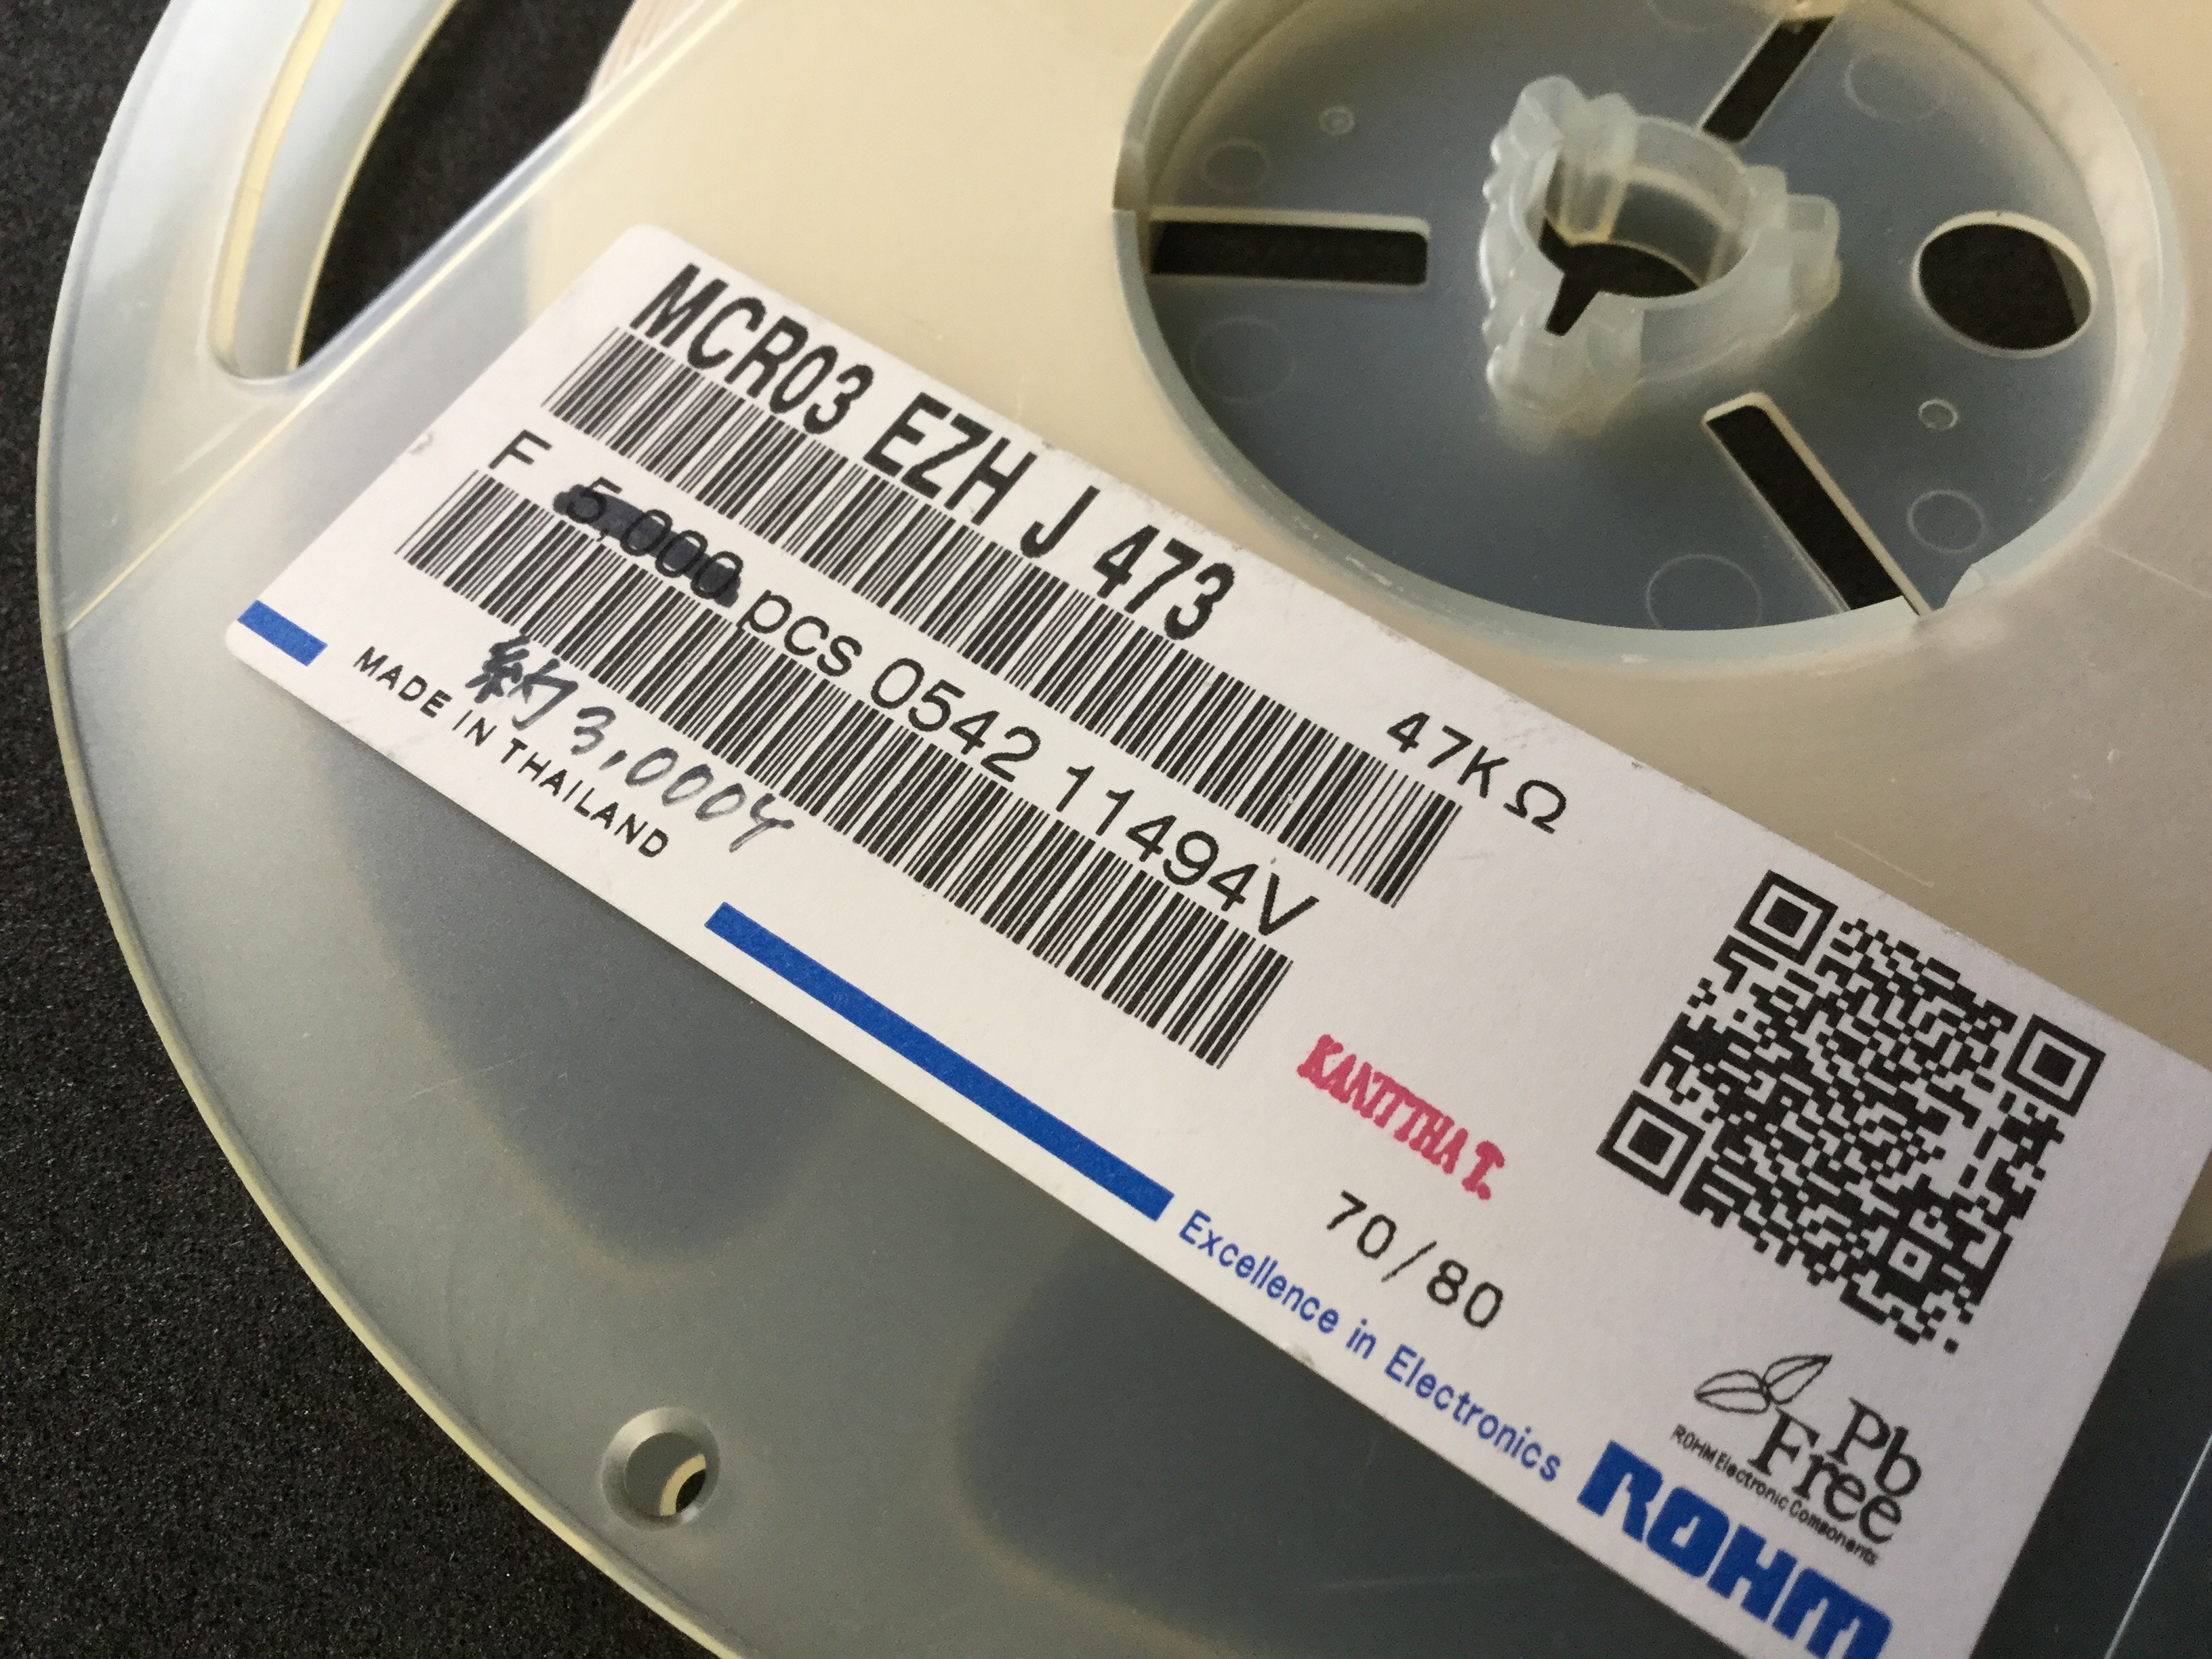 MCR03 EZH J 473
47KΩ
F 5,000 pcs 0542 11494V
約3,000ケ
MADE IN THAILAND
KANITTHA T.
70/80
Excellence in Electronics
Pb
Free
ROHM Electronic Components
ROHM